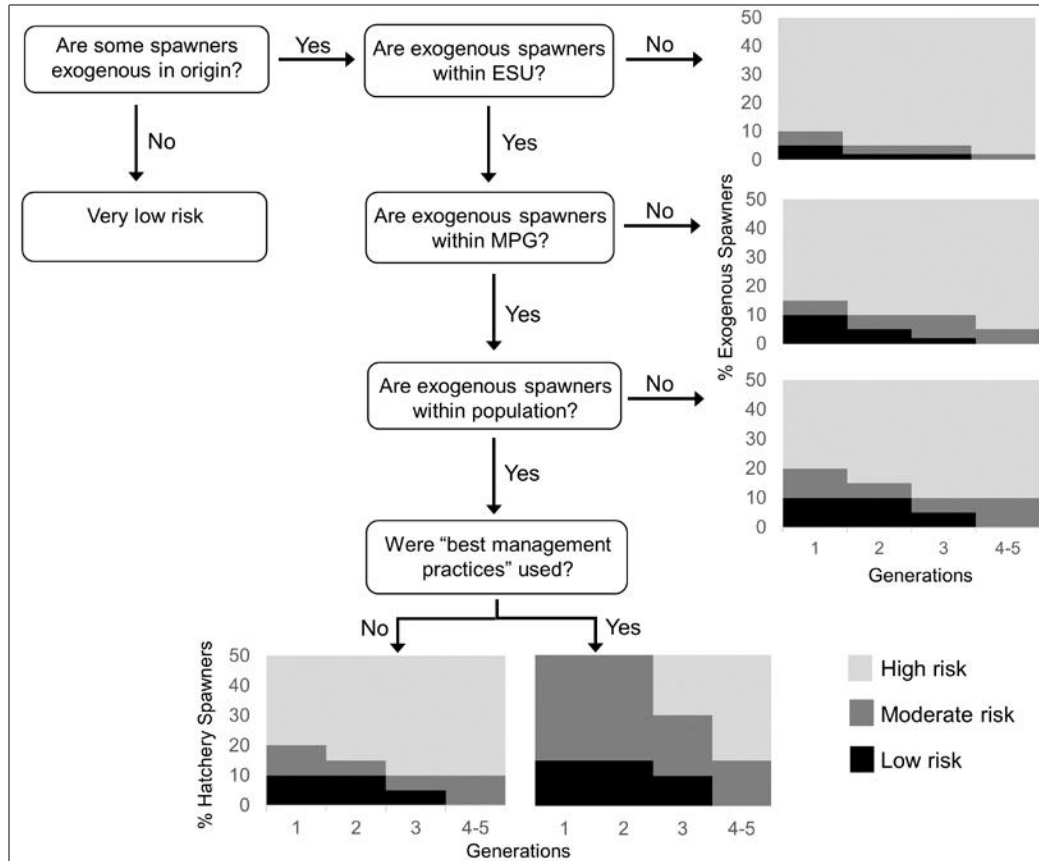 Are some spawners
exogenous in origin?
Yes
Are exogenous spawners
within ESU?
No
50
40
30
20
10
0
No
Yes
Very low risk
Are exogenous spawners
within MPG?
No
% Exogenous Spawners
50
40
30
20
10
0
Yes
Are exogenous spawners
within population?
No
50
40
30
20
10
0
1 2 3 4-5
Generations
Yes
Were “best management
practices” used?
No
Yes
% Hatchery Spawners
50
40
30
20
10
0
1 2 3 4-5
1 2 3 4-5
Generations
High risk
Moderate risk
Low risk